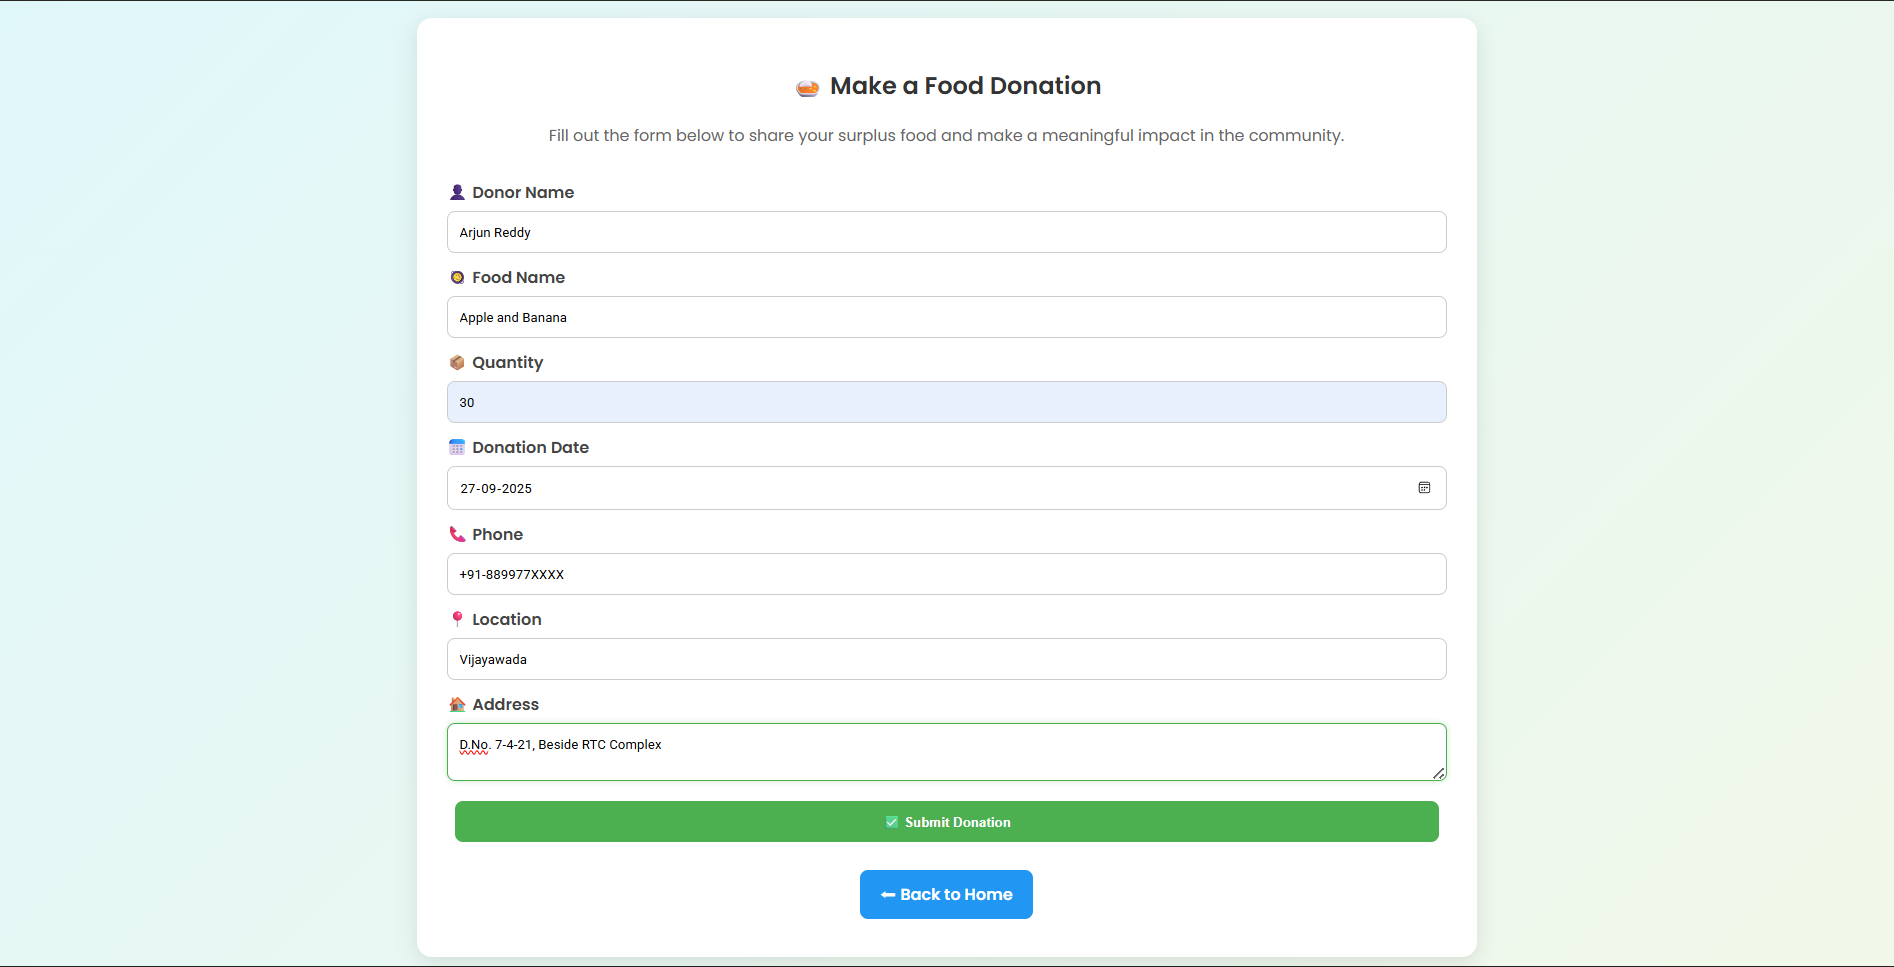 Make a Food Donation
Fill out the form below to share your surplus food and make a meaningful impact in the community.
Donor Name
Arjun Reddy
Food Name
Apple and Banana
Quantity
30
Donation Date
27-09-2025
Phone
+91-889977XXXX
Location
Vijayawada
Address
D.No. 7-4-21, Beside RTC Complex
Submit Donation
Back to Home